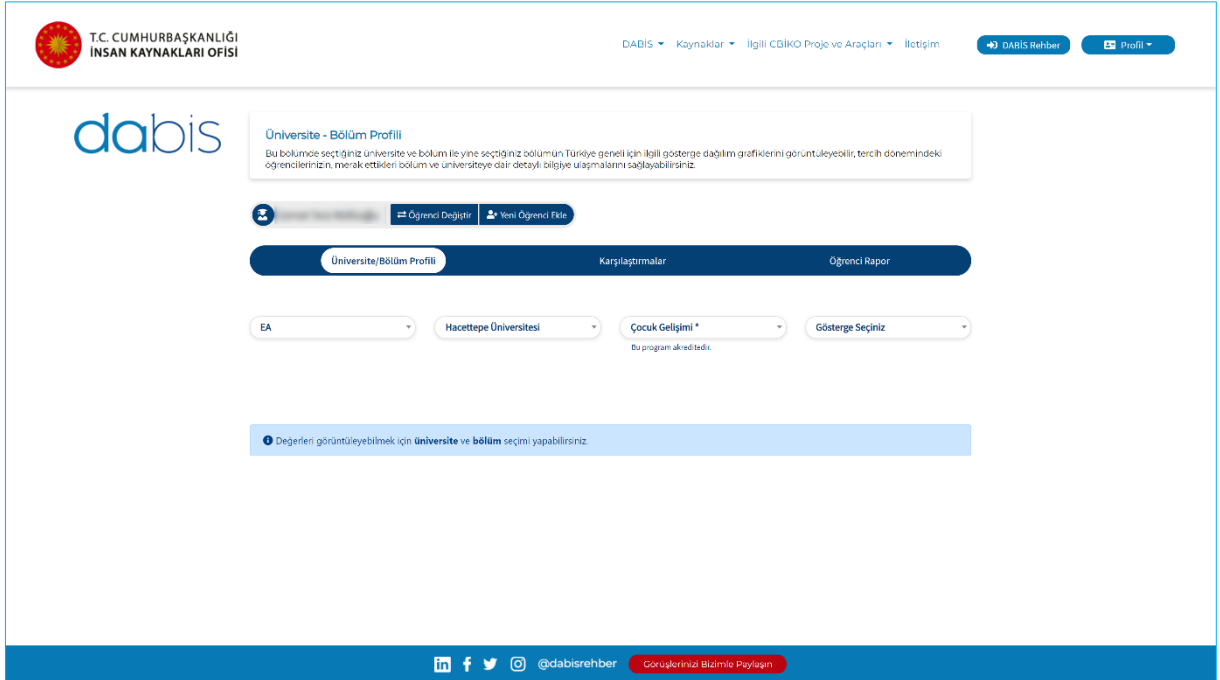 T.C. CUMHURBAŞKANLIĞI
İNSAN KAYNAKLARI OFİSİ
DABİS Kaynaklar İlgili CBİKO Proje ve Araçları İletişim DABİS Rehber Profil
dabis
Üniversite - Bölüm Profili
Bu bölümde seçtiğiniz üniversite ve bölüm ile yine seçtiğiniz bölümün Türkiye geneli için ilgili gösterge dağılım grafiklerini görüntüleyebilir, tercih dönemindeki
öğrencilerinizin, merak ettikleri bölüm ve üniversiteye dair detaylı bilgiye ulaşmalarını sağlayabilirsiniz.
Öğrenci Değiştir Yeni Öğrenci Ekle
Üniversite/Bölüm Profili Karşılaştırmalar Öğrenci Rapor
EA Hacettepe Üniversitesi Çocuk Gelişimi * Gösterge Seçiniz
Bu program akreditedir.
Değerleri görüntüleyebilmek için üniversite ve bölüm seçimi yapabilirsiniz.
in f @dabisrehber Görüşlerinizi Bizimle Paylaşın